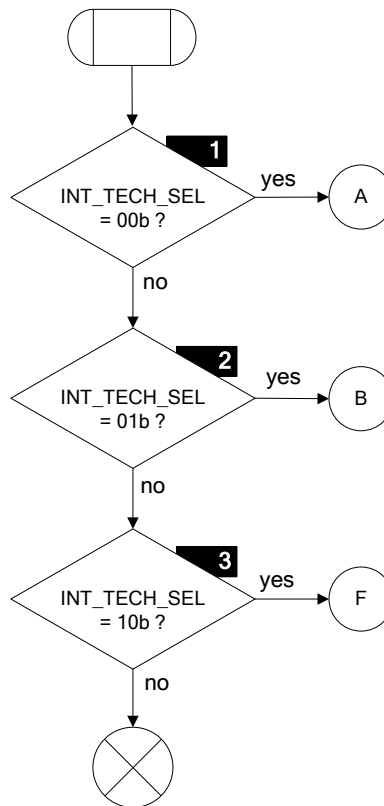 1
INT_TECH_SEL
= 00b ?
yes
A
no
2
INT_TECH_SEL
= 01b ?
yes
B
no
3
INT_TECH_SEL
= 10b ?
yes
F
no